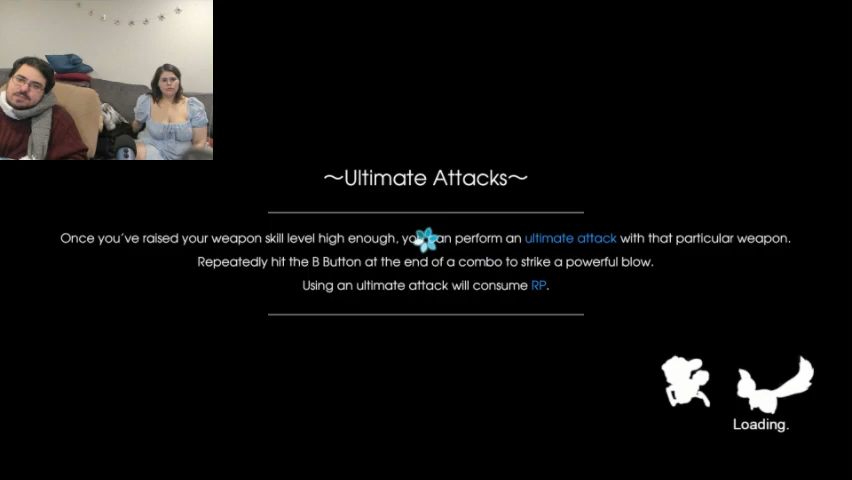 ~Ultimate Attacks~
Once you've raised your weapon skill level high enough, you can perform an ultimate attack with that particular weapon.
Repeatedly hit the B Button at the end of a combo to strike a powerful blow.
Using an ultimate attack will consume RP.
Loading.